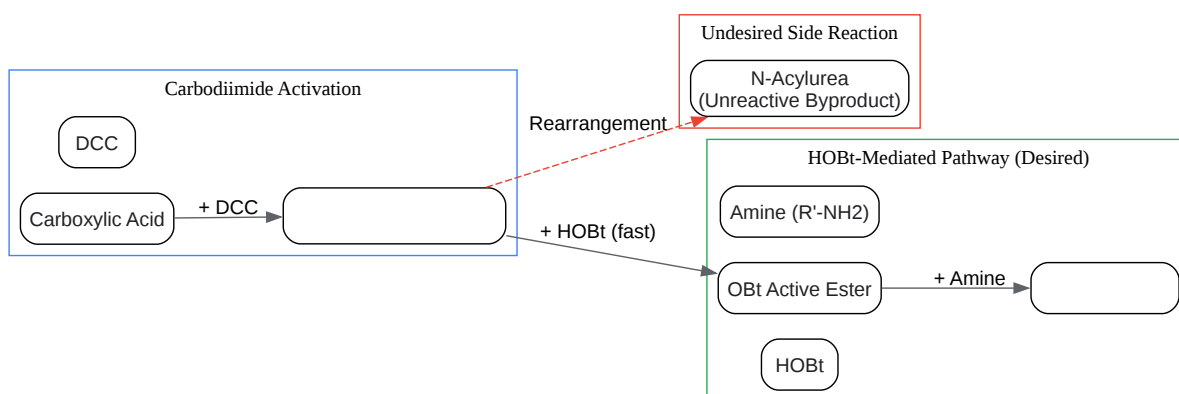 Undesired Side Reaction
N-Acylurea
(Unreactive Byproduct)
Carbodiimide Activation
Rearrangement
DCC
Carboxylic Acid
+ DCC
+ HOBt (fast)
HOBt-Mediated Pathway (Desired)
Amine (R'-NH2)
OBt Active Ester
+ Amine
HOBt